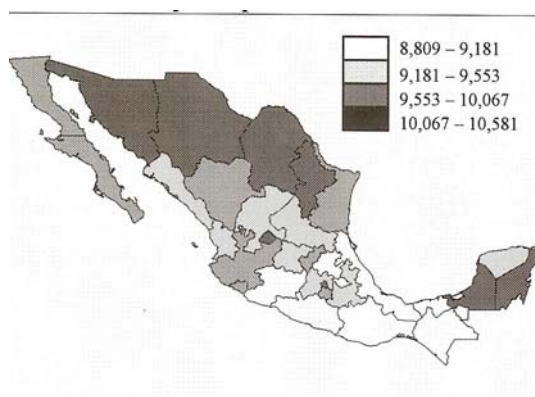 8,809 – 9,181
9,181 – 9,553
9,553 – 10,067
10,067 – 10,581